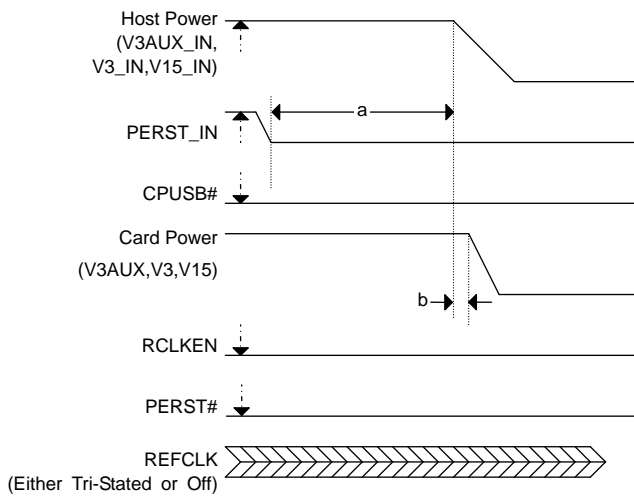 Host Power
(V3AUX_IN,
V3_IN,V15_IN)
a
PERST_IN
CPUSB#
Card Power
(V3AUX,V3,V15)
b
RCLKEN
PERST#
REFCLK
(Either Tri-Stated or Off)